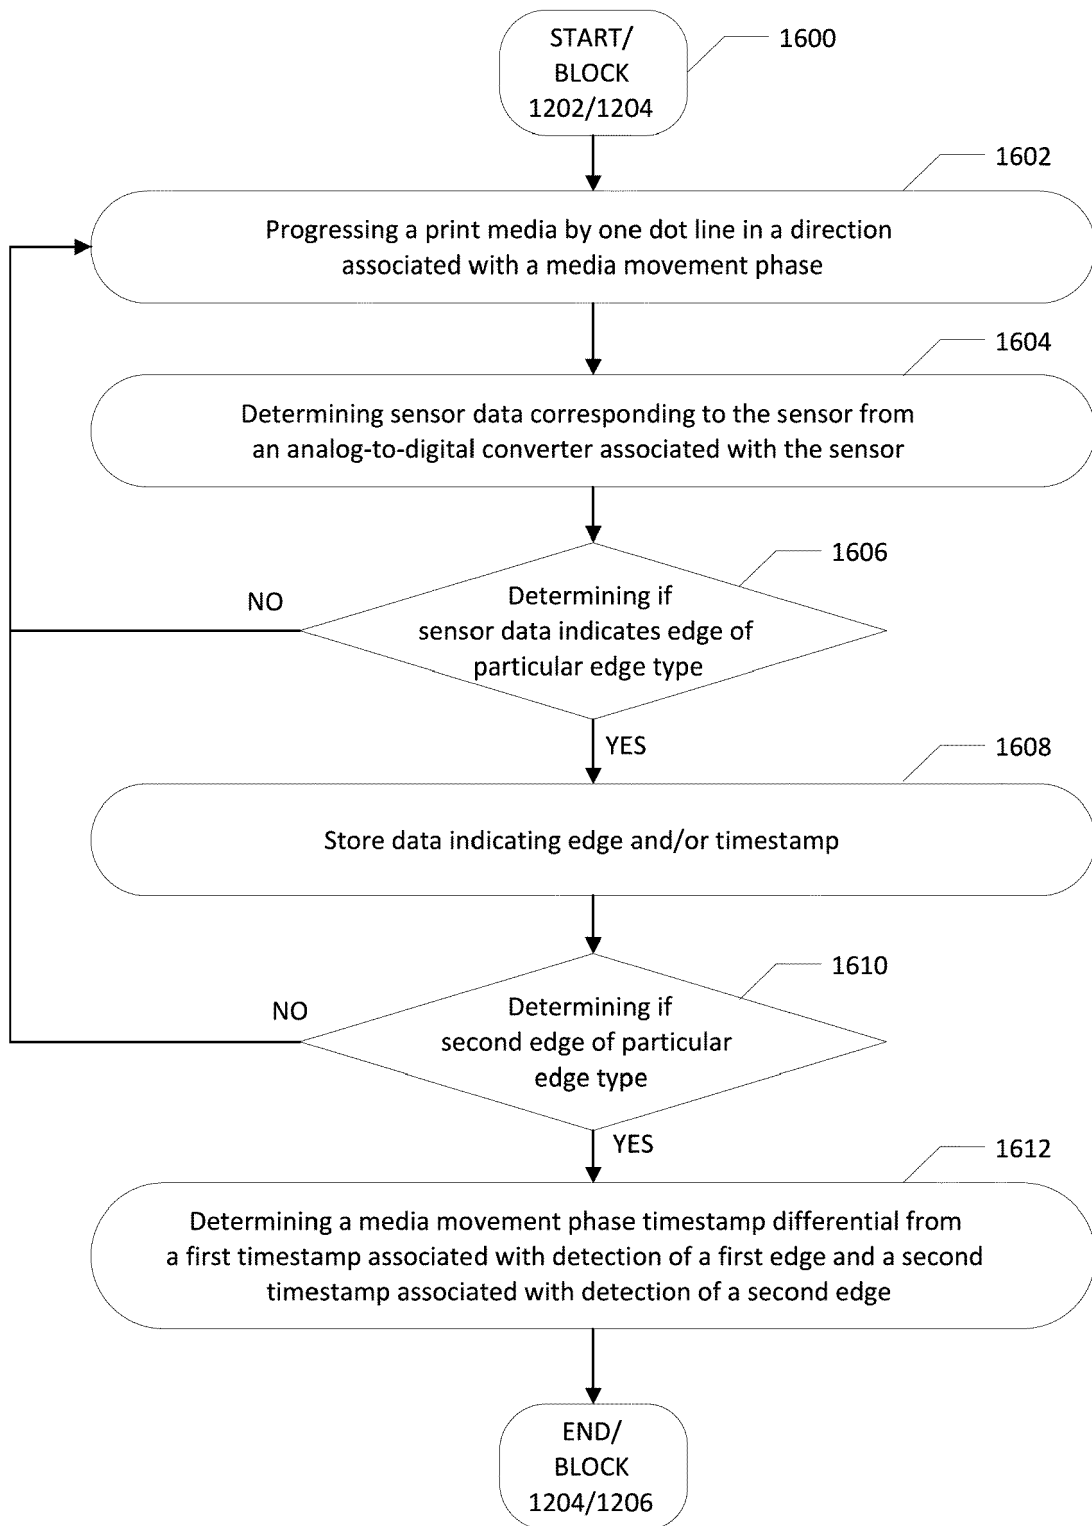 START/
BLOCK
1202/1204
1600
1602
Progressing a print media by one dot line in a direction
associated with a media movement phase
1604
Determining sensor data corresponding to the sensor from
an analog-to-digital converter associated with the sensor
1606
Determining if
sensor data indicates edge of
particular edge type
NO
YES
1608
Store data indicating edge and/or timestamp
1610
Determining if
second edge of particular
edge type
NO
YES
1612
Determining a media movement phase timestamp differential from
a first timestamp associated with detection of a first edge and a second
timestamp associated with detection of a second edge
END/
BLOCK
1204/1206